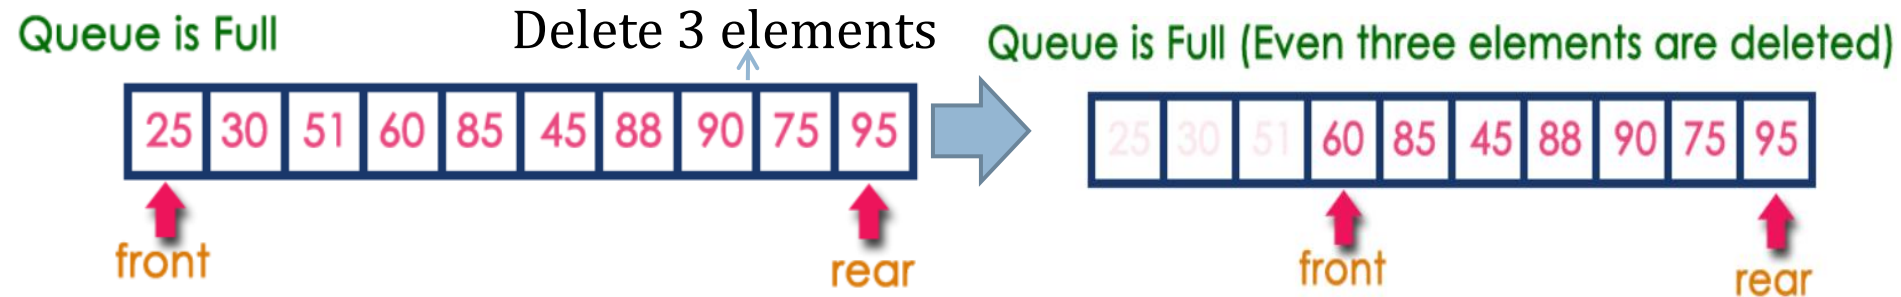 Queue is Full
Delete 3 elements
25 30 51 60 85 45 88 90 75 95
front
rear
Queue is Full (Even three elements are deleted)
25 30 51 60 85 45 88 90 75 95
front
rear